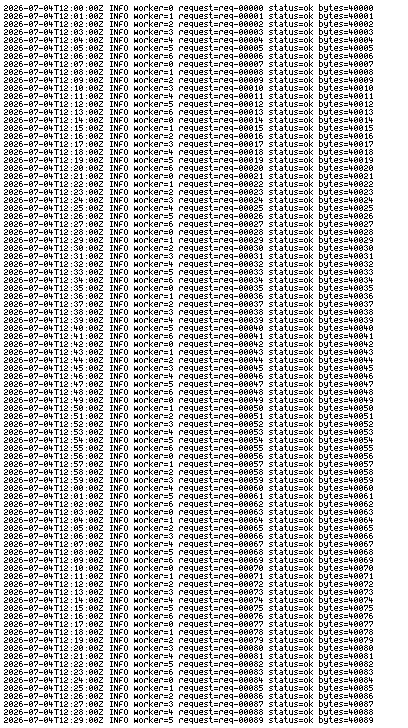 2026-07-04T12:00:00Z INFO worker=0 request=req-00000 status=ok bytes=40000
2026-07-04T12:01:00Z INFO worker=1 request=req-00001 status=ok bytes=40001
2026-07-04T12:02:00Z INFO worker=2 request=req-00002 status=ok bytes=40002
2026-07-04T12:03:00Z INFO worker=3 request=req-00003 status=ok bytes=40003
2026-07-04T12:04:00Z INFO worker=4 request=req-00004 status=ok bytes=40004
2026-07-04T12:05:00Z INFO worker=5 request=req-00005 status=ok bytes=40005
2026-07-04T12:06:00Z INFO worker=6 request=req-00006 status=ok bytes=40006
2026-07-04T12:07:00Z INFO worker=0 request=req-00007 status=ok bytes=40007
2026-07-04T12:08:00Z INFO worker=1 request=req-00008 status=ok bytes=40008
2026-07-04T12:09:00Z INFO worker=2 request=req-00009 status=ok bytes=40009
2026-07-04T12:10:00Z INFO worker=3 request=req-00010 status=ok bytes=40010
2026-07-04T12:11:00Z INFO worker=4 request=req-00011 status=ok bytes=40011
2026-07-04T12:12:00Z INFO worker=5 request=req-00012 status=ok bytes=40012
2026-07-04T12:13:00Z INFO worker=6 request=req-00013 status=ok bytes=40013
2026-07-04T12:14:00Z INFO worker=0 request=req-00014 status=ok bytes=40014
2026-07-04T12:15:00Z INFO worker=1 request=req-00015 status=ok bytes=40015
2026-07-04T12:16:00Z INFO worker=2 request=req-00016 status=ok bytes=40016
2026-07-04T12:17:00Z INFO worker=3 request=req-00017 status=ok bytes=40017
2026-07-04T12:18:00Z INFO worker=4 request=req-00018 status=ok bytes=40018
2026-07-04T12:19:00Z INFO worker=5 request=req-00019 status=ok bytes=40019
2026-07-04T12:20:00Z INFO worker=6 request=req-00020 status=ok bytes=40020
2026-07-04T12:21:00Z INFO worker=0 request=req-00021 status=ok bytes=40021
2026-07-04T12:22:00Z INFO worker=1 request=req-00022 status=ok bytes=40022
2026-07-04T12:23:00Z INFO worker=2 request=req-00023 status=ok bytes=40023
2026-07-04T12:24:00Z INFO worker=3 request=req-00024 status=ok bytes=40024
2026-07-04T12:25:00Z INFO worker=4 request=req-00025 status=ok bytes=40025
2026-07-04T12:26:00Z INFO worker=5 request=req-00026 status=ok bytes=40026
2026-07-04T12:27:00Z INFO worker=6 request=req-00027 status=ok bytes=40027
2026-07-04T12:28:00Z INFO worker=0 request=req-00028 status=ok bytes=40028
2026-07-04T12:29:00Z INFO worker=1 request=req-00029 status=ok bytes=40029
2026-07-04T12:30:00Z INFO worker=2 request=req-00030 status=ok bytes=40030
2026-07-04T12:31:00Z INFO worker=3 request=req-00031 status=ok bytes=40031
2026-07-04T12:32:00Z INFO worker=4 request=req-00032 status=ok bytes=40032
2026-07-04T12:33:00Z INFO worker=5 request=req-00033 status=ok bytes=40033
2026-07-04T12:34:00Z INFO worker=6 request=req-00034 status=ok bytes=40034
2026-07-04T12:35:00Z INFO worker=0 request=req-00035 status=ok bytes=40035
2026-07-04T12:36:00Z INFO worker=1 request=req-00036 status=ok bytes=40036
2026-07-04T12:37:00Z INFO worker=2 request=req-00037 status=ok bytes=40037
2026-07-04T12:38:00Z INFO worker=3 request=req-00038 status=ok bytes=40038
2026-07-04T12:39:00Z INFO worker=4 request=req-00039 status=ok bytes=40039
2026-07-04T12:40:00Z INFO worker=5 request=req-00040 status=ok bytes=40040
2026-07-04T12:41:00Z INFO worker=6 request=req-00041 status=ok bytes=40041
2026-07-04T12:42:00Z INFO worker=0 request=req-00042 status=ok bytes=40042
2026-07-04T12:43:00Z INFO worker=1 request=req-00043 status=ok bytes=40043
2026-07-04T12:44:00Z INFO worker=2 request=req-00044 status=ok bytes=40044
2026-07-04T12:45:00Z INFO worker=3 request=req-00045 status=ok bytes=40045
2026-07-04T12:46:00Z INFO worker=4 request=req-00046 status=ok bytes=40046
2026-07-04T12:47:00Z INFO worker=5 request=req-00047 status=ok bytes=40047
2026-07-04T12:48:00Z INFO worker=6 request=req-00048 status=ok bytes=40048
2026-07-04T12:49:00Z INFO worker=0 request=req-00049 status=ok bytes=40049
2026-07-04T12:50:00Z INFO worker=1 request=req-00050 status=ok bytes=40050
2026-07-04T12:51:00Z INFO worker=2 request=req-00051 status=ok bytes=40051
2026-07-04T12:52:00Z INFO worker=3 request=req-00052 status=ok bytes=40052
2026-07-04T12:53:00Z INFO worker=4 request=req-00053 status=ok bytes=40053
2026-07-04T12:54:00Z INFO worker=5 request=req-00054 status=ok bytes=40054
2026-07-04T12:55:00Z INFO worker=6 request=req-00055 status=ok bytes=40055
2026-07-04T12:56:00Z INFO worker=0 request=req-00056 status=ok bytes=40056
2026-07-04T12:57:00Z INFO worker=1 request=req-00057 status=ok bytes=40057
2026-07-04T12:58:00Z INFO worker=2 request=req-00058 status=ok bytes=40058
2026-07-04T12:59:00Z INFO worker=3 request=req-00059 status=ok bytes=40059
2026-07-04T12:00:00Z INFO worker=4 request=req-00060 status=ok bytes=40060
2026-07-04T12:01:00Z INFO worker=5 request=req-00061 status=ok bytes=40061
2026-07-04T12:02:00Z INFO worker=6 request=req-00062 status=ok bytes=40062
2026-07-04T12:03:00Z INFO worker=0 request=req-00063 status=ok bytes=40063
2026-07-04T12:04:00Z INFO worker=1 request=req-00064 status=ok bytes=40064
2026-07-04T12:05:00Z INFO worker=2 request=req-00065 status=ok bytes=40065
2026-07-04T12:06:00Z INFO worker=3 request=req-00066 status=ok bytes=40066
2026-07-04T12:07:00Z INFO worker=4 request=req-00067 status=ok bytes=40067
2026-07-04T12:08:00Z INFO worker=5 request=req-00068 status=ok bytes=40068
2026-07-04T12:09:00Z INFO worker=6 request=req-00069 status=ok bytes=40069
2026-07-04T12:10:00Z INFO worker=0 request=req-00070 status=ok bytes=40070
2026-07-04T12:11:00Z INFO worker=1 request=req-00071 status=ok bytes=40071
2026-07-04T12:12:00Z INFO worker=2 request=req-00072 status=ok bytes=40072
2026-07-04T12:13:00Z INFO worker=3 request=req-00073 status=ok bytes=40073
2026-07-04T12:14:00Z INFO worker=4 request=req-00074 status=ok bytes=40074
2026-07-04T12:15:00Z INFO worker=5 request=req-00075 status=ok bytes=40075
2026-07-04T12:16:00Z INFO worker=6 request=req-00076 status=ok bytes=40076
2026-07-04T12:17:00Z INFO worker=0 request=req-00077 status=ok bytes=40077
2026-07-04T12:18:00Z INFO worker=1 request=req-00078 status=ok bytes=40078
2026-07-04T12:19:00Z INFO worker=2 request=req-00079 status=ok bytes=40079
2026-07-04T12:20:00Z INFO worker=3 request=req-00080 status=ok bytes=40080
2026-07-04T12:21:00Z INFO worker=4 request=req-00081 status=ok bytes=40081
2026-07-04T12:22:00Z INFO worker=5 request=req-00082 status=ok bytes=40082
2026-07-04T12:23:00Z INFO worker=6 request=req-00083 status=ok bytes=40083
2026-07-04T12:24:00Z INFO worker=0 request=req-00084 status=ok bytes=40084
2026-07-04T12:25:00Z INFO worker=1 request=req-00085 status=ok bytes=40085
2026-07-04T12:26:00Z INFO worker=2 request=req-00086 status=ok bytes=40086
2026-07-04T12:27:00Z INFO worker=3 request=req-00087 status=ok bytes=40087
2026-07-04T12:28:00Z INFO worker=4 request=req-00088 status=ok bytes=40088
2026-07-04T12:29:00Z INFO worker=5 request=req-00089 status=ok bytes=40089